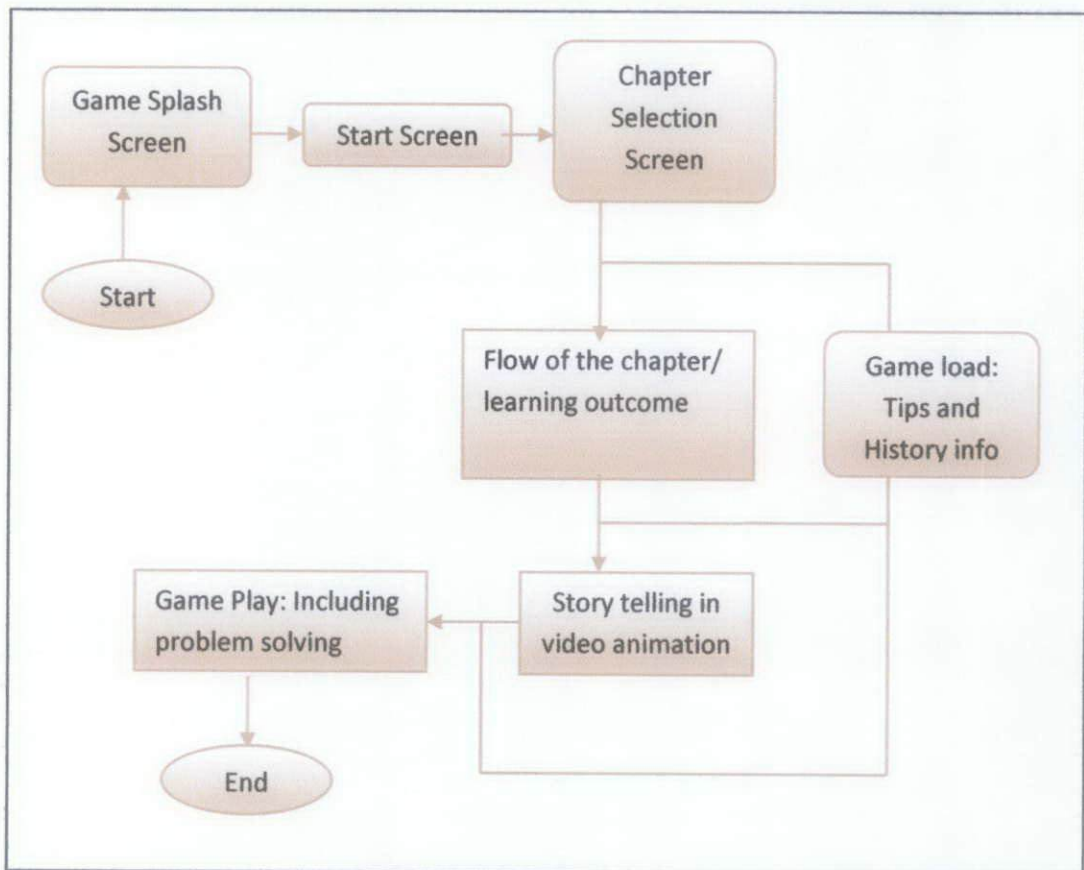 Game Splash
Screen
Start Screen
Chapter
Selection
Screen
Start
Flow of the chapter/
learning outcome
Game load:
Tips and
History info
Story telling in
video animation
Game Play: Including
problem solving
End